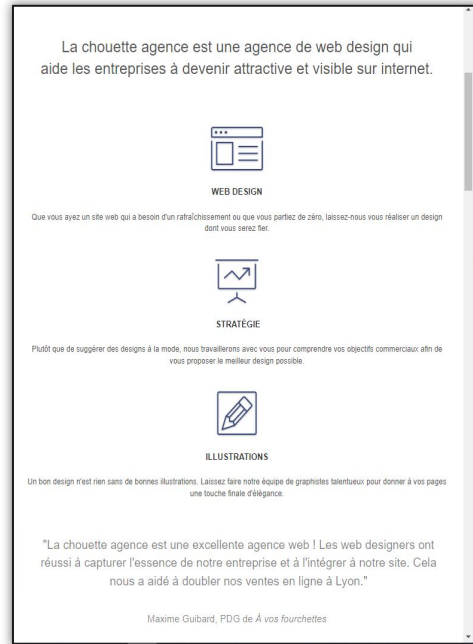 La chouette agence est une agence de web design qui
aide les entreprises à devenir attractive et visible sur internet.
WEB DESIGN
Que vous ayez un site web qui a besoin d'un rafraîchissement ou que vous partiez de zéro, laissez-nous vous réaliser un design
dont vous serez fier.
STRATÉGIE
Plutôt que de suggérer des designs à la mode, nous travaillerons avec vous pour comprendre vos objectifs commerciaux afin de
vous proposer le meilleur design possible.
ILLUSTRATIONS
Un bon design n'est rien sans de bonnes illustrations. Laissez faire notre équipe de graphistes talentueux pour donner à vos pages
une touche finale d'élégance.
"La chouette agence est une excellente agence web ! Les web designers ont
réussi à capturer l'essence de notre entreprise et à l'intégrer à notre site. Cela
nous a aidé à doubler nos ventes en ligne à Lyon."
Maxime Guibard, PDG de À vos fourchettes